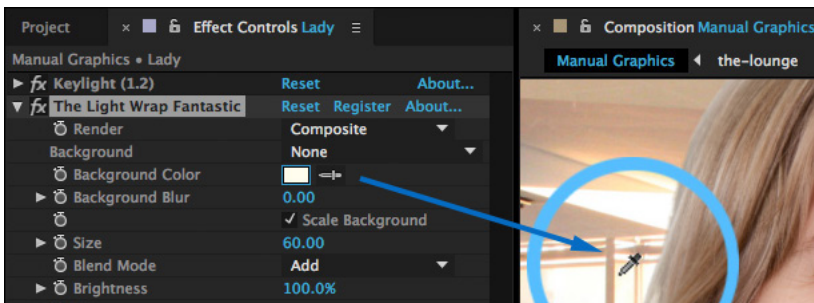 Project × Effect Controls Lady
Manual Graphics • Lady
fx Keylight (1.2) Reset About...
fx The Light Wrap Fantastic Reset Register About...
Render Composite
Background None
Background Color
Background Blur 0.00
Scale Background
Size 60.00
Blend Mode Add
Brightness 100.0%
× Composition Manual Graphics
Manual Graphics the-lounge